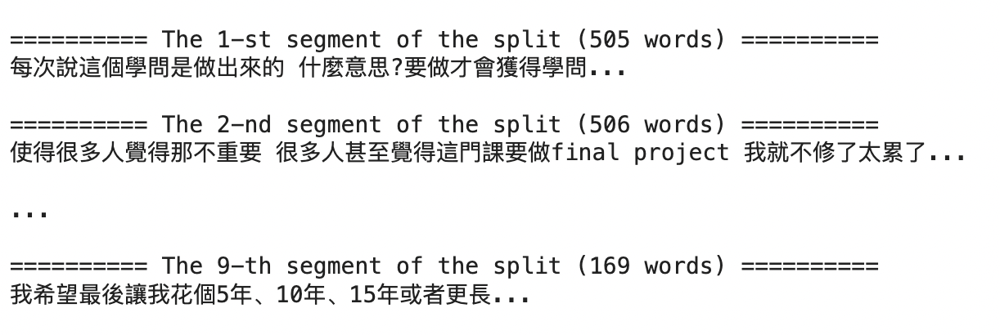 ========== The 1-st segment of the split (505 words) ==========
每次說這個學問是做出來的 什麼意思?要做才會獲得學問...
========== The 2-nd segment of the split (506 words) ==========
使得很多人覺得那不重要 很多人甚至覺得這門課要做final project 我就不修了太累了...
...
========== The 9-th segment of the split (169 words) ==========
我希望最後讓我花個5年、10年、15年或者更長...